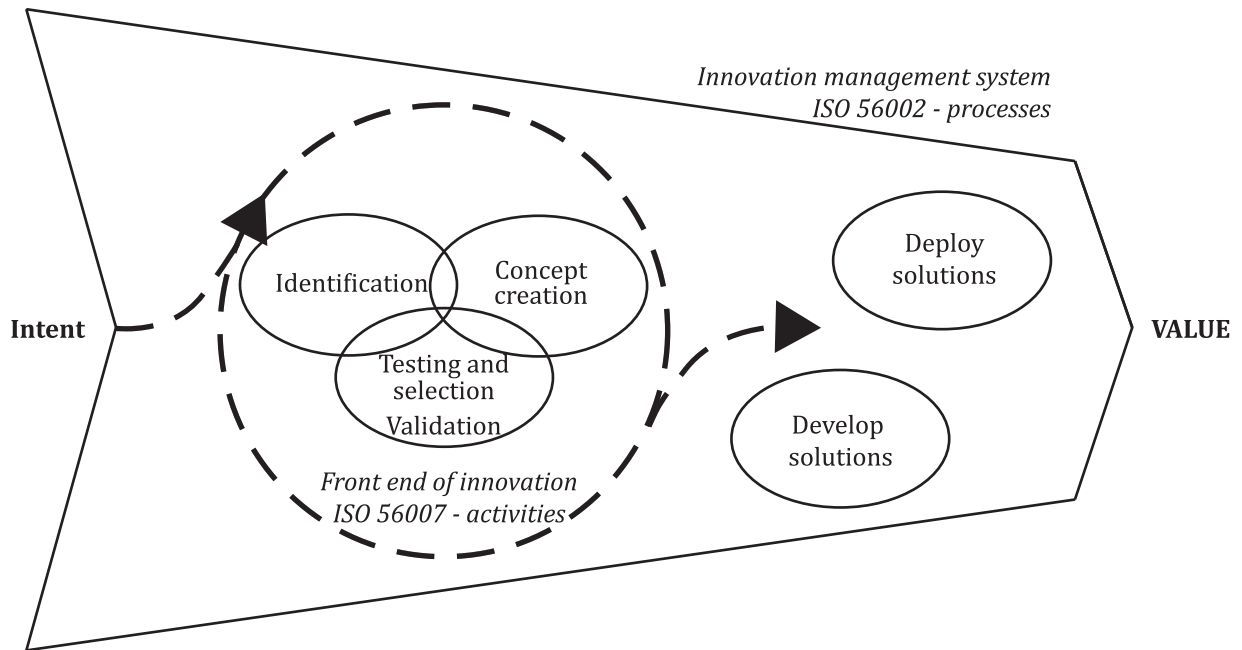 Innovation management system
ISO 56002 - processes
Intent
Identification
Concept
creation
Testing and
selection
Validation
Front end of innovation
ISO 56007 - activities
Deploy
solutions
Develop
solutions
VALUE